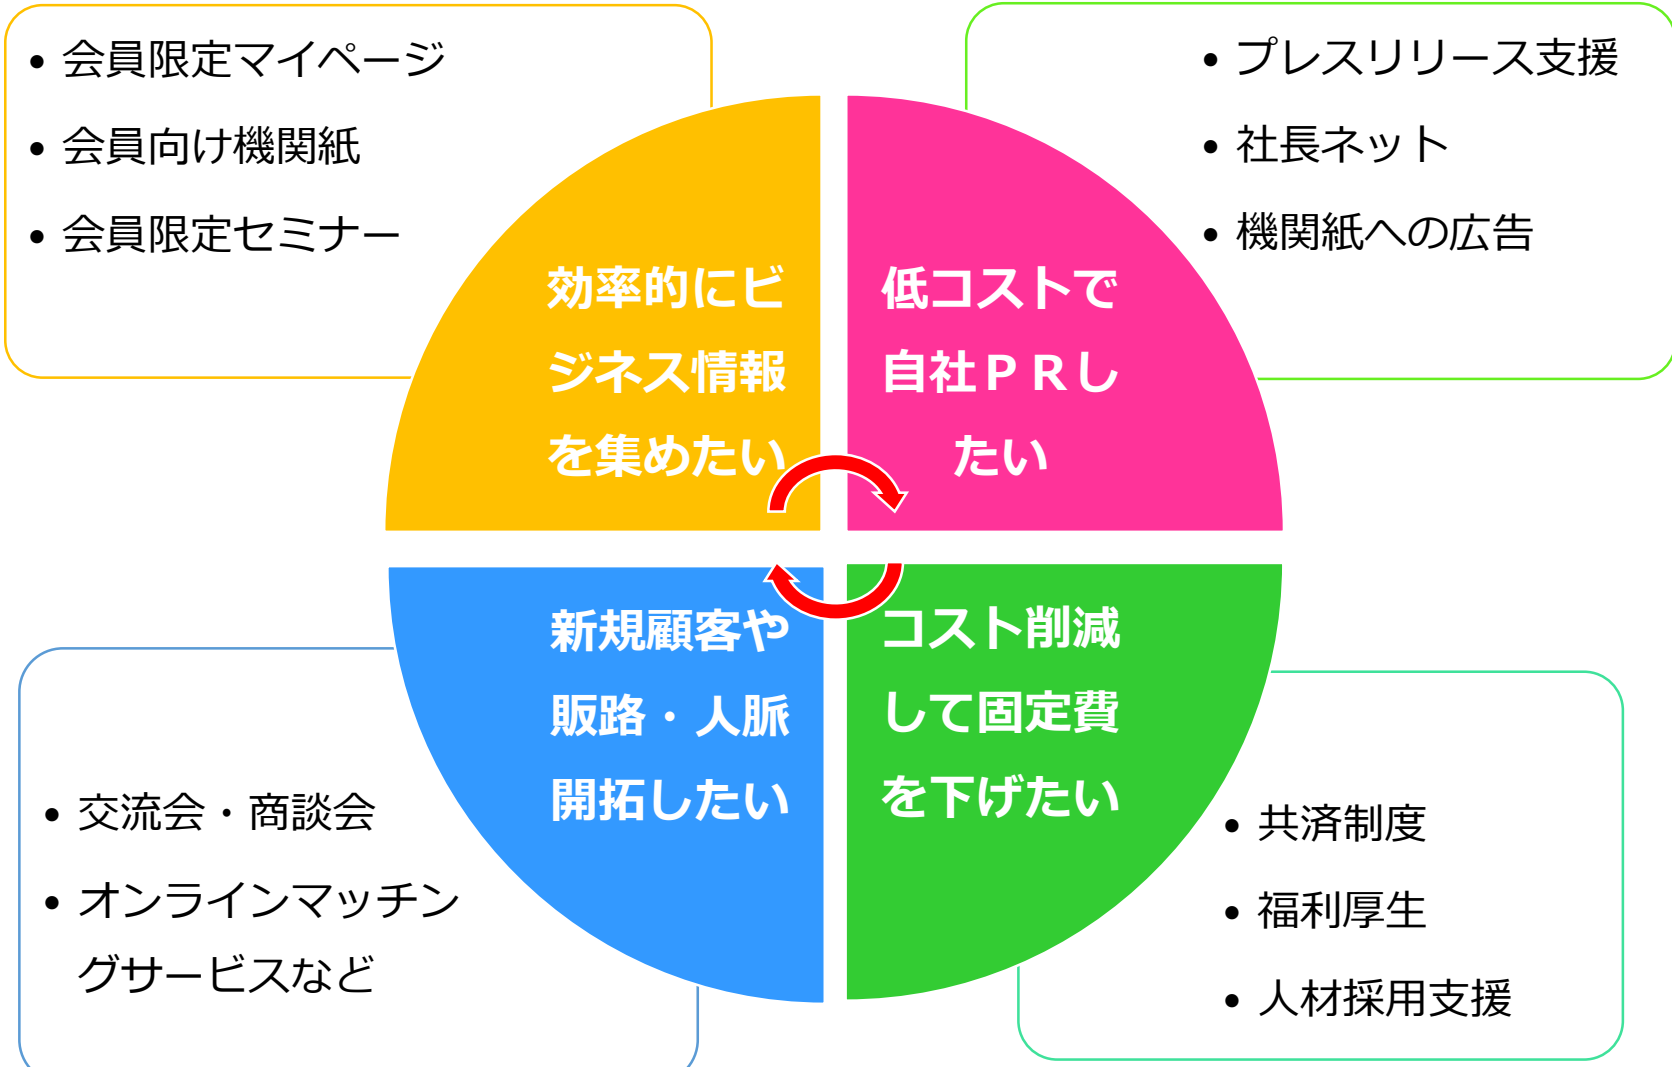 • 会員限定マイページ
• 会員向け機関紙
• 会員限定セミナー
• プレスリリース支援
• 社長ネット
• 機関紙への広告
効率的にビ
ジネス情報
を集めたい
低コストで
自社ＰＲし
たい
新規顧客や
販路・人脈
開拓したい
コスト削減
して固定費
を下げたい
• 交流会・商談会
• オンラインマッチン
グサービスなど
• 共済制度
• 福利厚生
• 人材採用支援